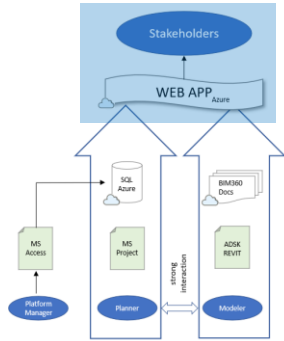 Stakeholders
WEB APP
Azure
SQL
Azure
BIM360
Docs
MS
Access
MS
Project
ADSK
REVIT
strong
interaction
Platform
Manager
Planner
Modeler